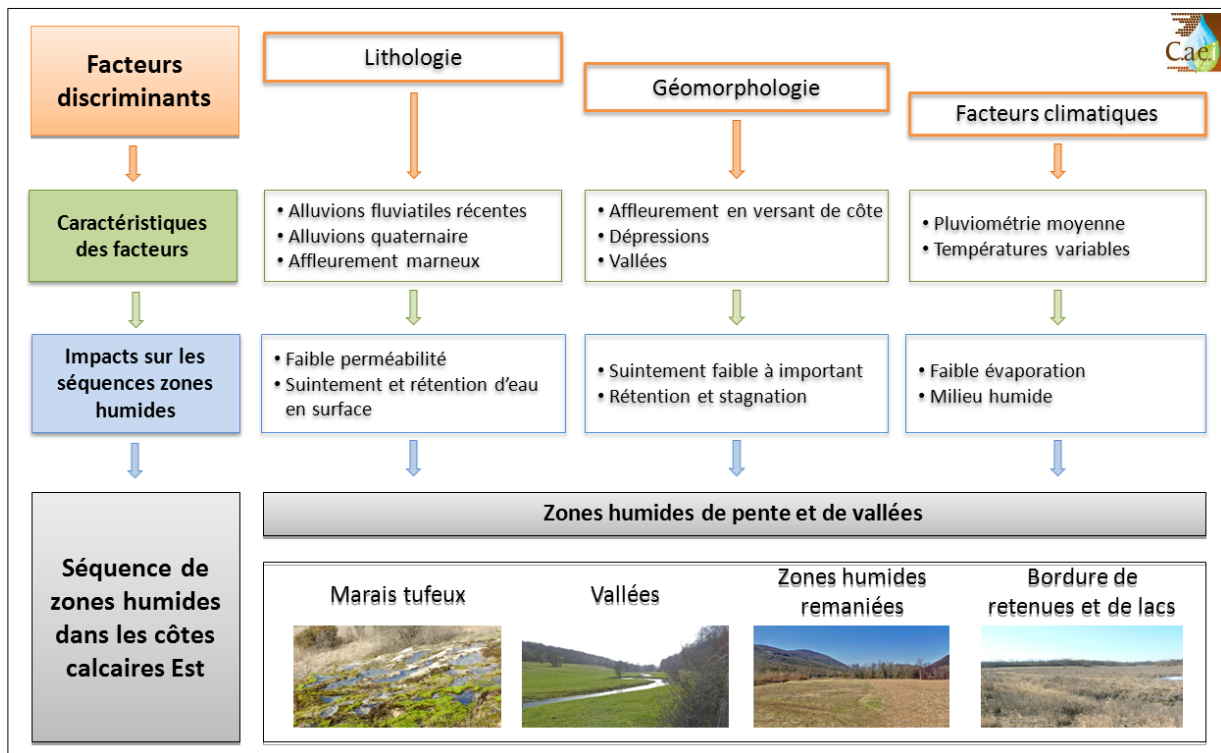 Facteurs
discriminants
Lithologie
Géomorphologie
Facteurs climatiques
C.a.e.i
Caractéristiques
des facteurs
• Alluvions fluviatiles récentes
• Alluvions quaternaire
• Affleurement marneux
• Affleurement en versant de côte
• Dépressions
• Vallées
• Pluviométrie moyenne
• Températures variables
Impacts sur les
séquences zones
humides
• Faible perméabilité
• Suintement et rétention d'eau
en surface
• Suintement faible à important
• Rétention et stagnation
• Faible évaporation
• Milieu humide
Séquence de
zones humides
dans les côtes
calcaires Est
Zones humides de pente et de vallées
Marais tufeux
Vallées
Zones humides
remaniées
Bordure de
retenues et de lacs